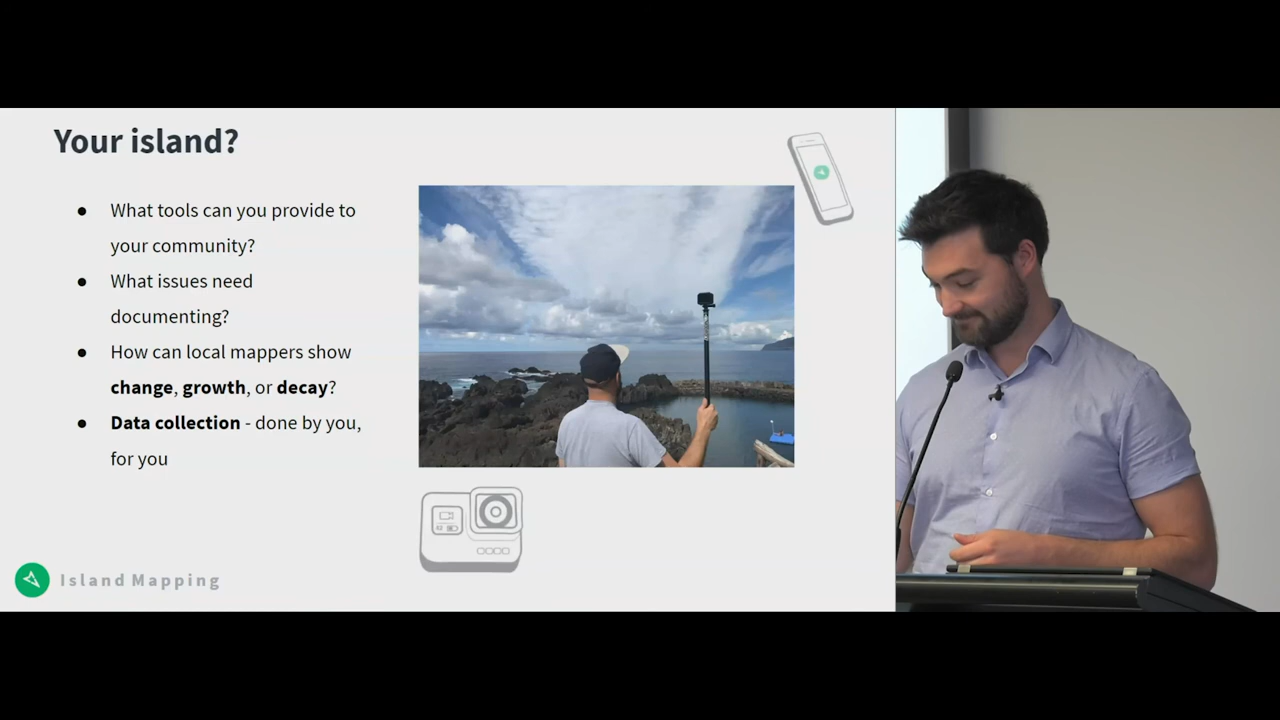 Your island?
● What tools can you provide to
your community?
● What issues need
documenting?
● How can local mappers show
change, growth, or decay?
● Data collection - done by you,
for you
Island Mapping